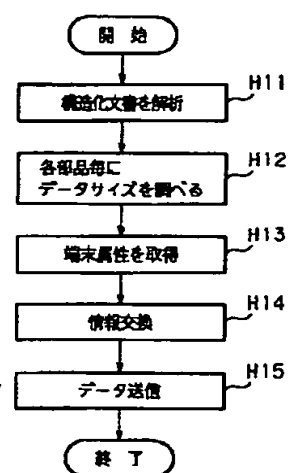 開 始
H11
構造化文書を解析
H12
各部品毎に
データサイズを調べる
H13
端末属性を取得
H14
情報交換
H15
データ送信
終 了